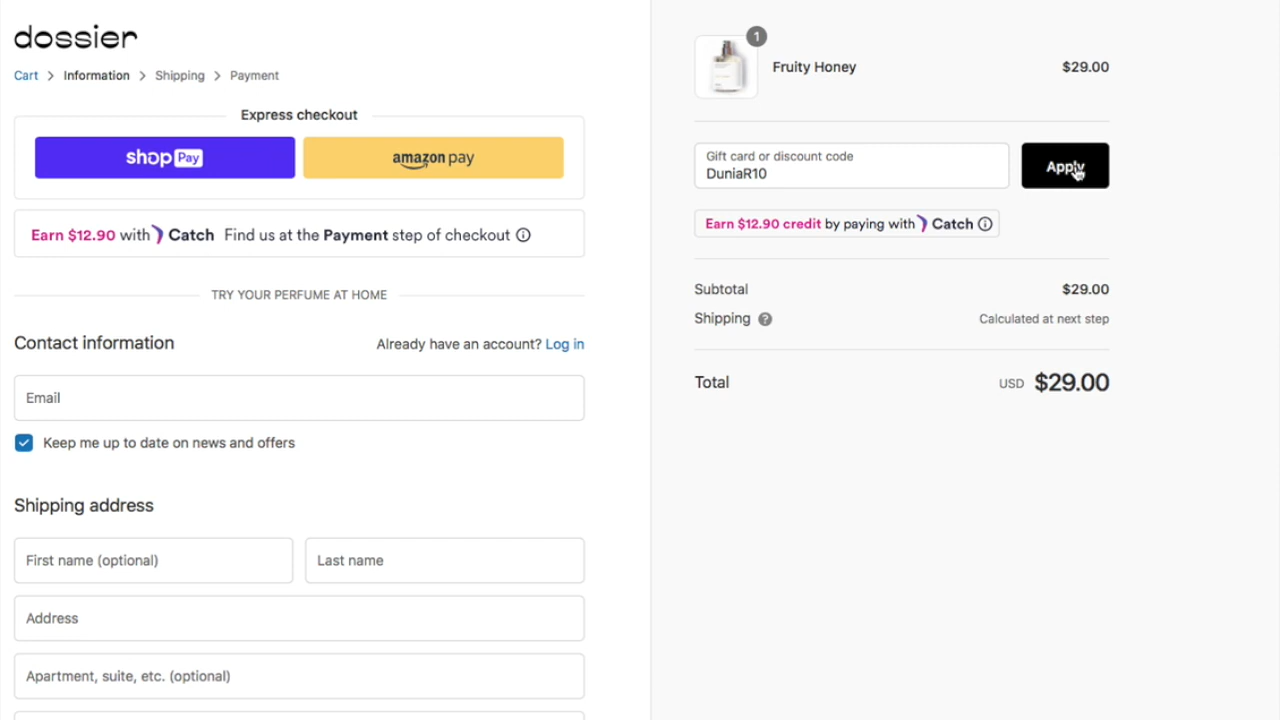 dossier
Cart > Information > Shipping > Payment
Express checkout
shop Pay
amazon pay
Earn $12.90 with Catch Find us at the Payment step of checkout
TRY YOUR PERFUME AT HOME
Contact information
Already have an account? Log in
Email
Keep me up to date on news and offers
Shipping address
First name (optional)
Last name
Address
Apartment, suite, etc. (optional)
1
Fruity Honey
$29.00
Gift card or discount code
DuniaR10
Apply
Earn $12.90 credit by paying with Catch
Subtotal
$29.00
Shipping ?
Calculated at next step
Total
USD $29.00